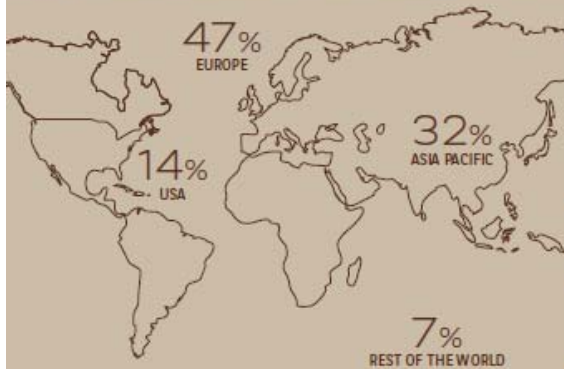 47%
EUROPE
32%
ASIA PACIFIC
14%
USA
7%
REST OF THE WORLD